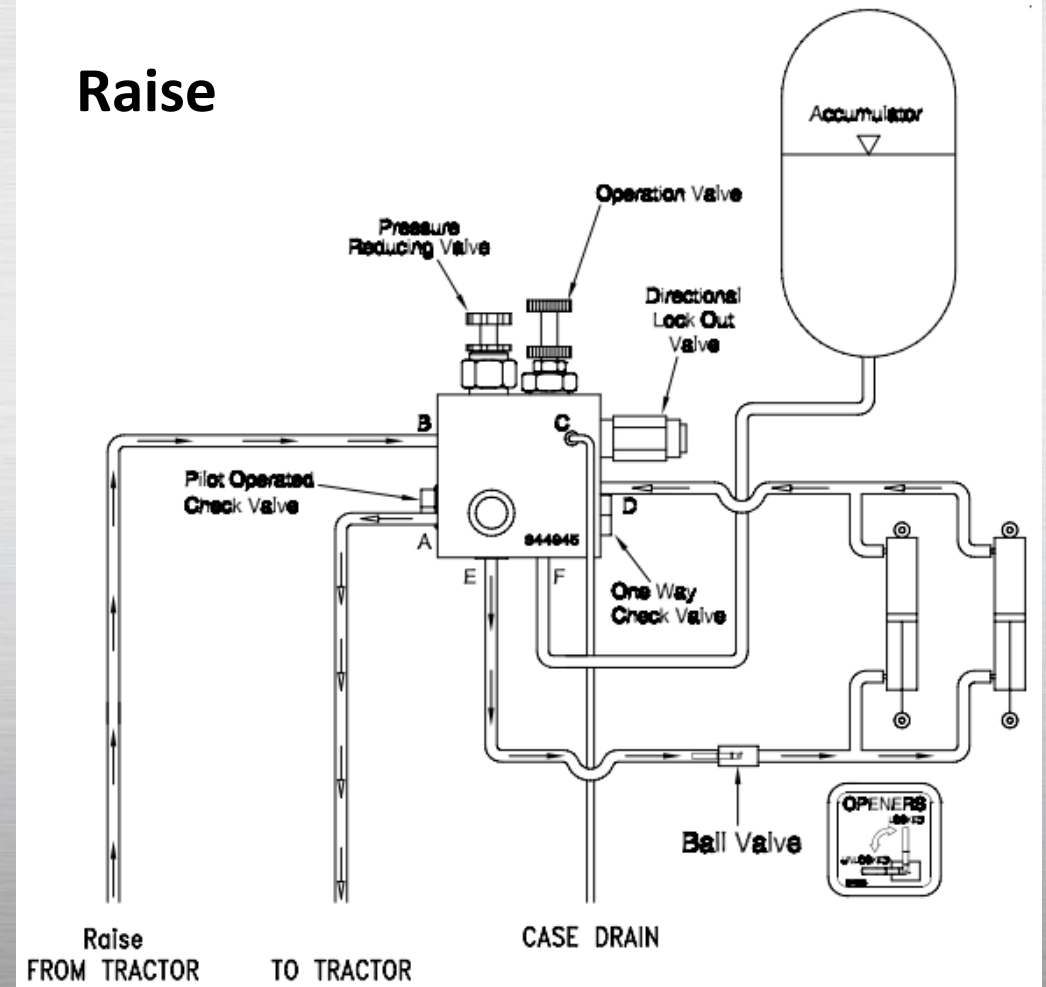 Raise
Accumulator
Operation Valve
Pressure
Reducing Valve
Directional
Lock Out
Valve
B
C
Pilot Operated
Check Valve
D
A
S44945
E
F
One Way
Check Valve
OPENERS
Ball Valve
Raise
FROM TRACTOR
TO TRACTOR
CASE DRAIN